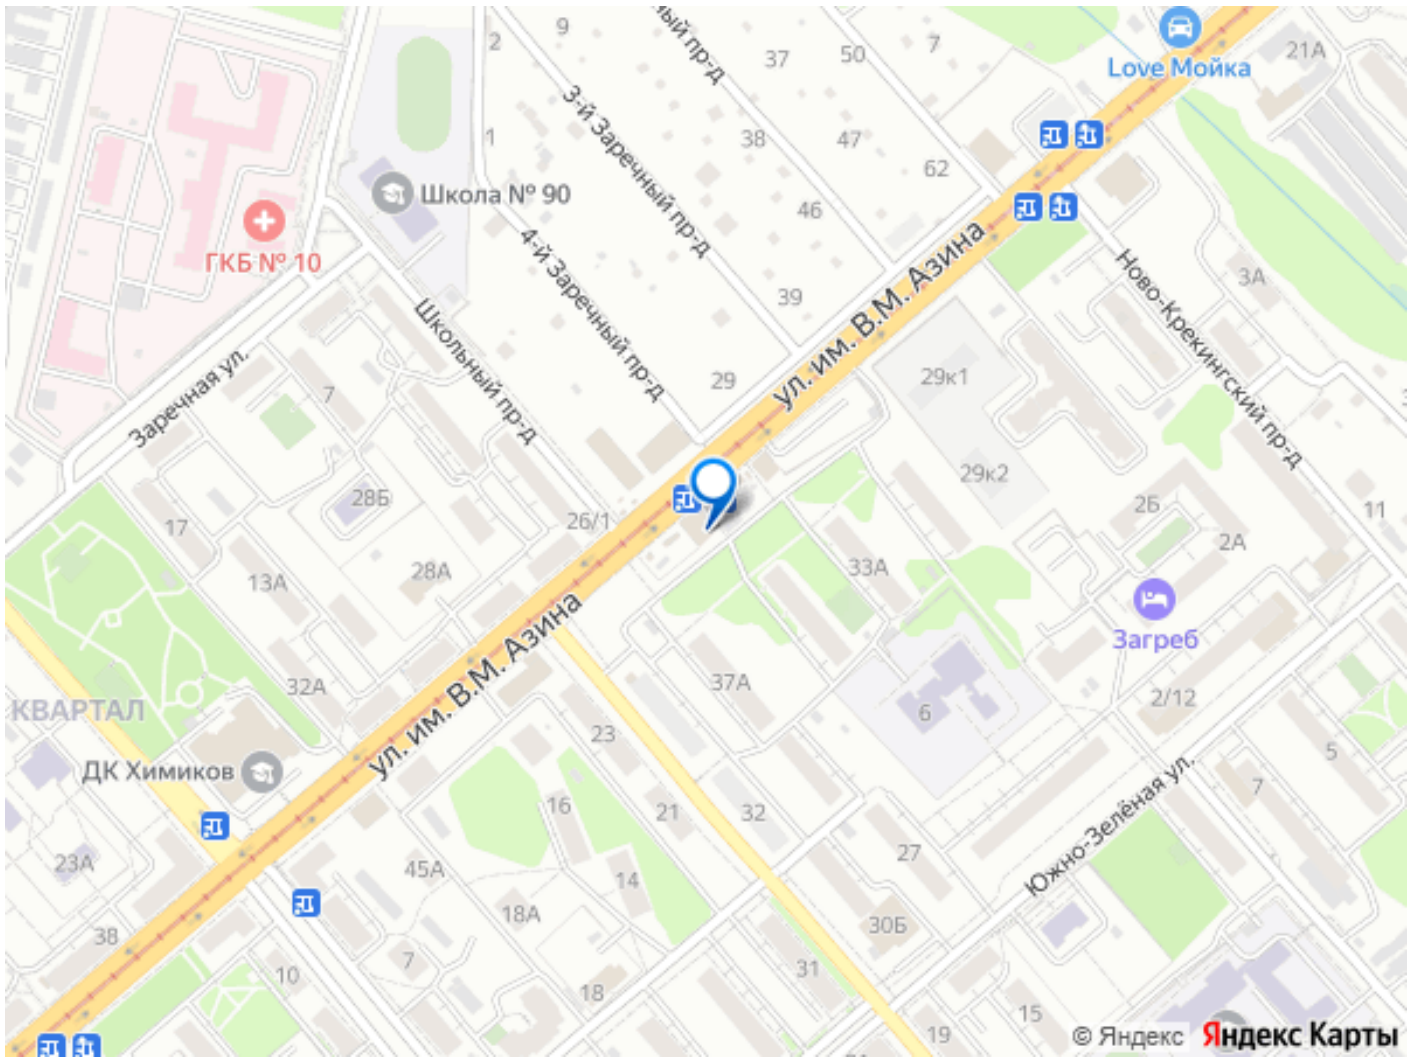 ный пр-д
2
9
37
50
7
21А
Love Мойка
3-й Заречный пр-д
1
38
47
62
Школа № 90
46
ул. им. В.М. Азина
4-й Заречный пр-д
ГКБ № 10
Ново-Крекингский пр-д
3А
39
Школьный пр-д
Заречная ул.
7
29
29к1
29к2
28Б
26/1
17
2Б
11
2А
13А
28А
33А
Загреб
ул. им. В.М. Азина
32А
37А
2/12
6
КВАРТАЛ
23
5
ДК Химиков
Южно-Зелёная ул.
7
16
21
32
23А
45А
27
14
18А
30Б
38
7
10
31
18
15
19
© Яндекс
Яндекс Карты